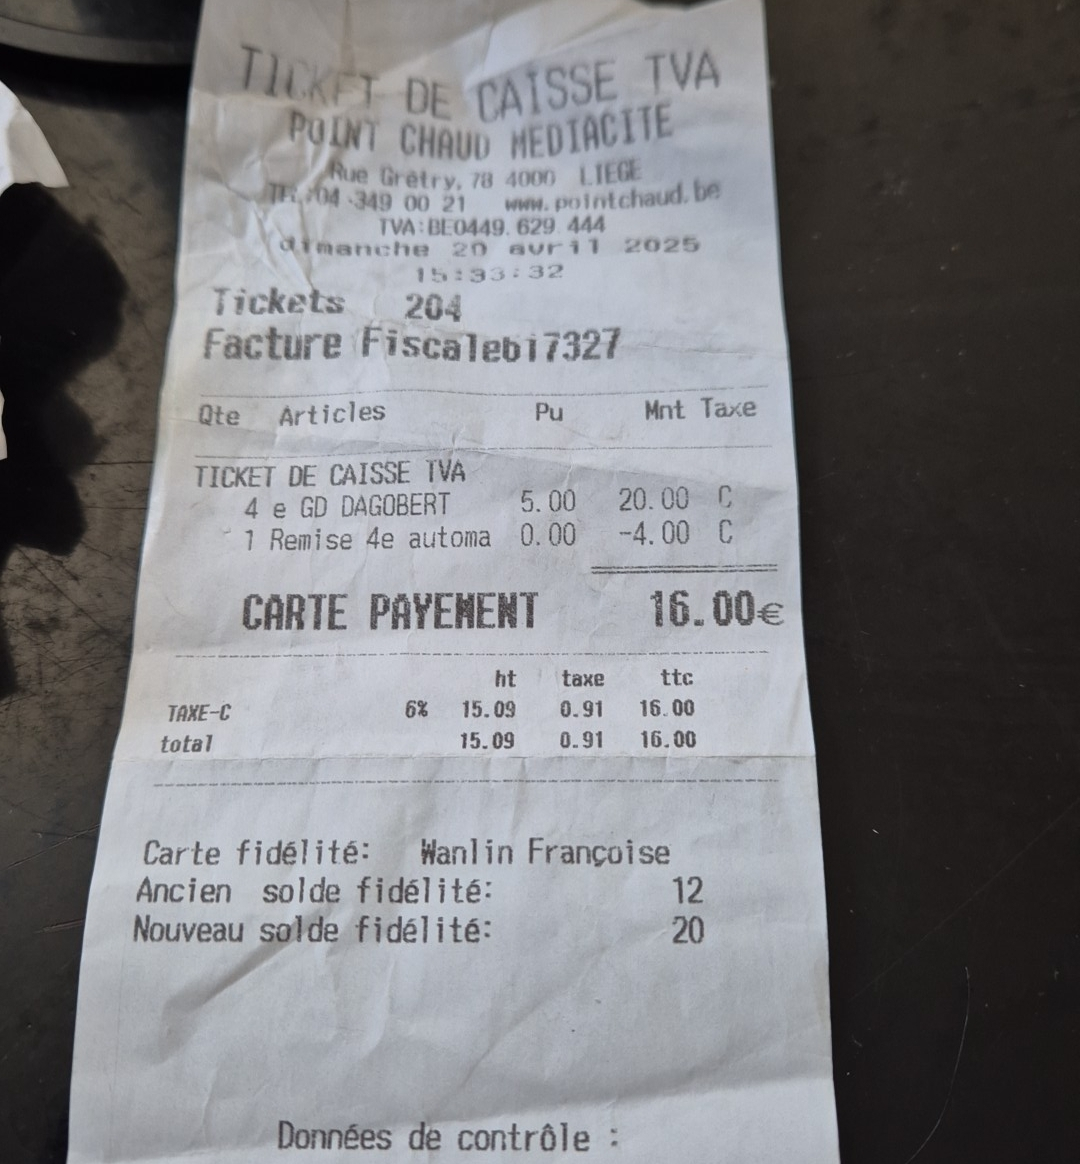 TICKET DE CAISSE TVA
POINT CHAUD MEDIACITE
Rue Grétry, 78 4000 LIEGE
TEL:04 349 00 21 www.pointchaud.be
TVA:BE0449.629.444
dimanche 20 avril 2025
15:33:32
Tickets 204
Facture Fiscalebi7327
Qte Articles Pu Mnt Taxe
TICKET DE CAISSE TVA
4 e GD DAGOBERT 5.00 20.00 C
1 Remise 4e automa 0.00 -4.00 C
CARTE PAYEMENT 16.00€
ht taxe ttc
TAXE-C 6% 15.09 0.91 16.00
total 15.09 0.91 16.00
Carte fidélité: Wanlin Françoise
Ancien solde fidélité: 12
Nouveau solde fidélité: 20
Données de contrôle :